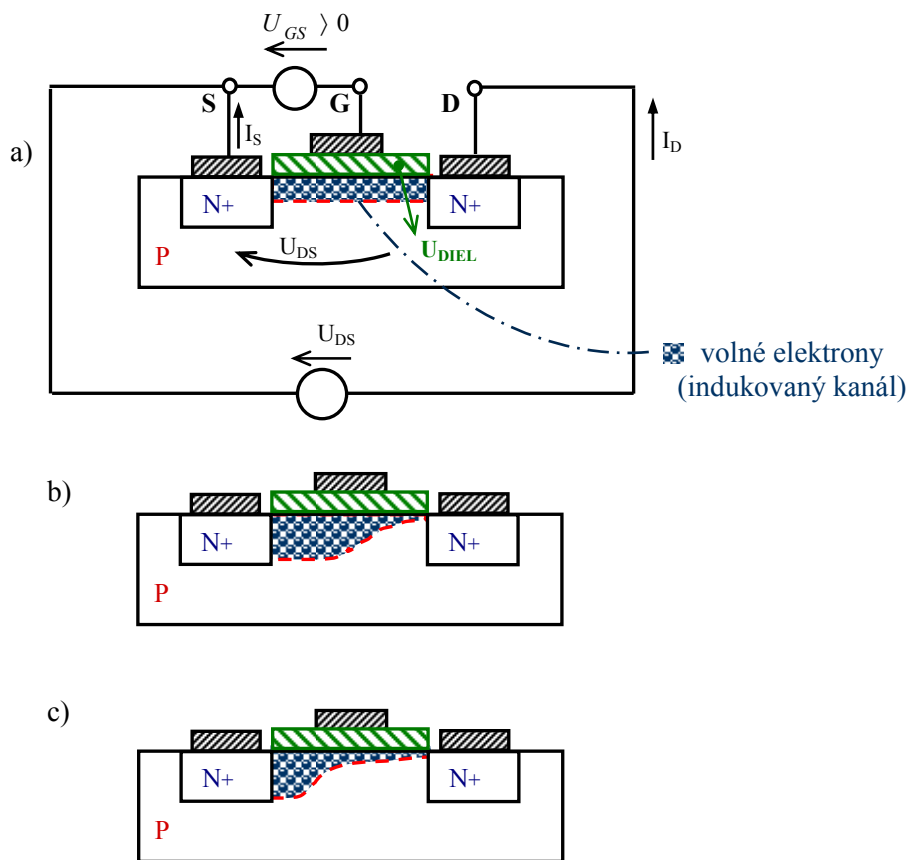 U_GS 〉 0
S
G
D
I_S
I_D
a)
N+
N+
U_DS
U_DIEL
P
U_DS
volné elektrony
(indukovaný kanál)
b)
N+
N+
P
c)
N+
N+
P